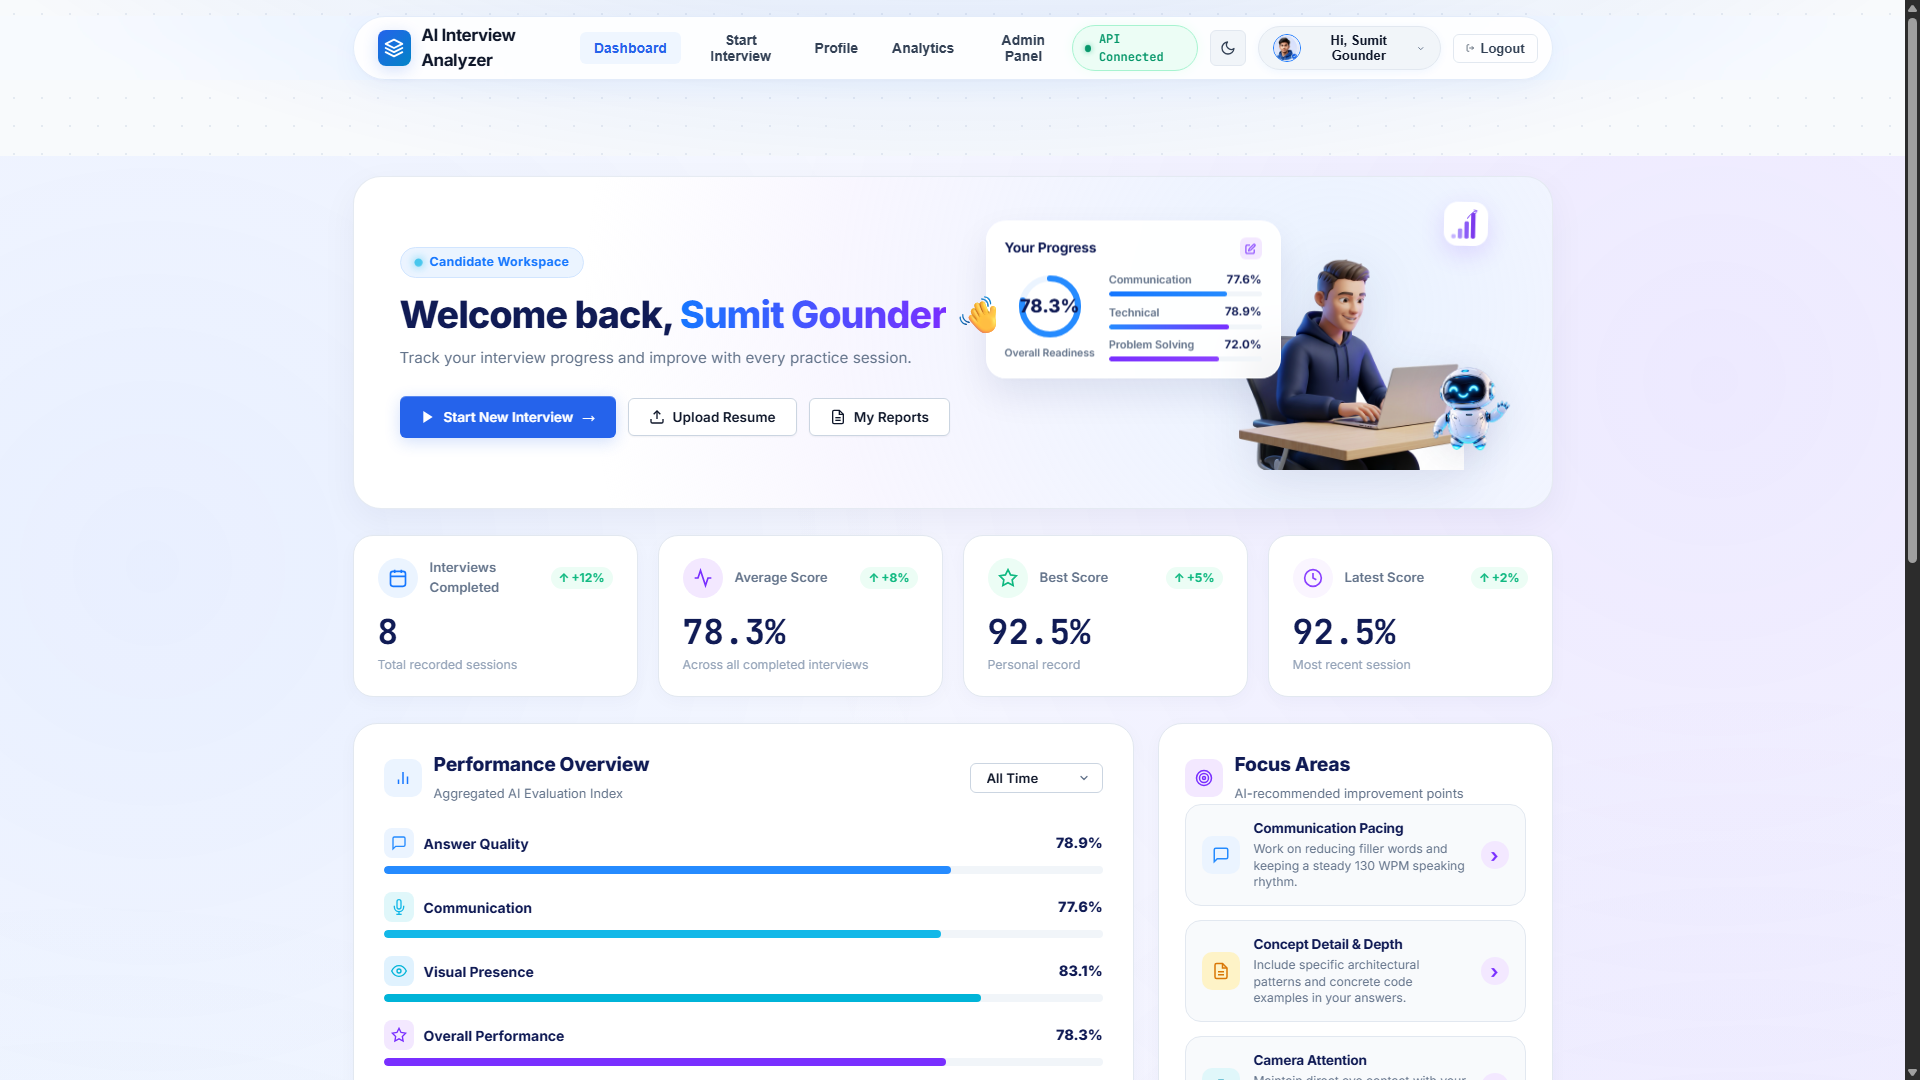 AI Interview
Analyzer
Dashboard
Start
Interview
Profile
Analytics
Admin
Panel
API
Connected
Hi, Sumit
Gounder
Logout
Candidate Workspace
Welcome back, Sumit Gounder 👋
Track your interview progress and improve with every practice session.
Start New Interview →
Upload Resume
My Reports
Your Progress
78.3%
Overall Readiness
Communication 77.6%
Technical 78.9%
Problem Solving 72.0%
Interviews
Completed
↑ +12%
8
Total recorded sessions
Average Score
↑ +8%
78.3%
Across all completed interviews
Best Score
↑ +5%
92.5%
Personal record
Latest Score
↑ +2%
92.5%
Most recent session
Performance Overview
Aggregated AI Evaluation Index
All Time
Answer Quality 78.9%
Communication 77.6%
Visual Presence 83.1%
Overall Performance 78.3%
Focus Areas
AI-recommended improvement points
Communication Pacing
Work on reducing filler words and
keeping a steady 130 WPM speaking
rhythm.
Concept Detail & Depth
Include specific architectural
patterns and concrete code
examples in your answers.
Camera Attention
Maintain direct eye contact with your